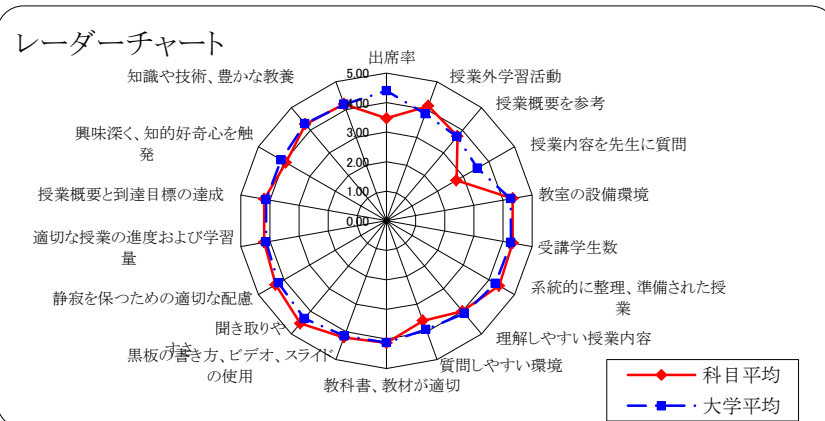 レーダーチャート
出席率
授業外学習活動
授業概要を参考
授業内容を先生に質問
教室の設備環境
受講学生数
系統的に整理、準備された授
業
理解しやすい授業内容
質問しやすい環境
教科書、教材が適切
黒板の書き方、ビデオ、スライド
の使用
聞き取りや
すさ
静寂を保つための適切な配慮
適切な授業の進度および学習
量
授業概要と到達目標の達成
興味深く、知的好奇心を触
発
知識や技術、豊かな教養
5.00
4.00
3.00
2.00
1.00
0.00
科目平均
大学平均